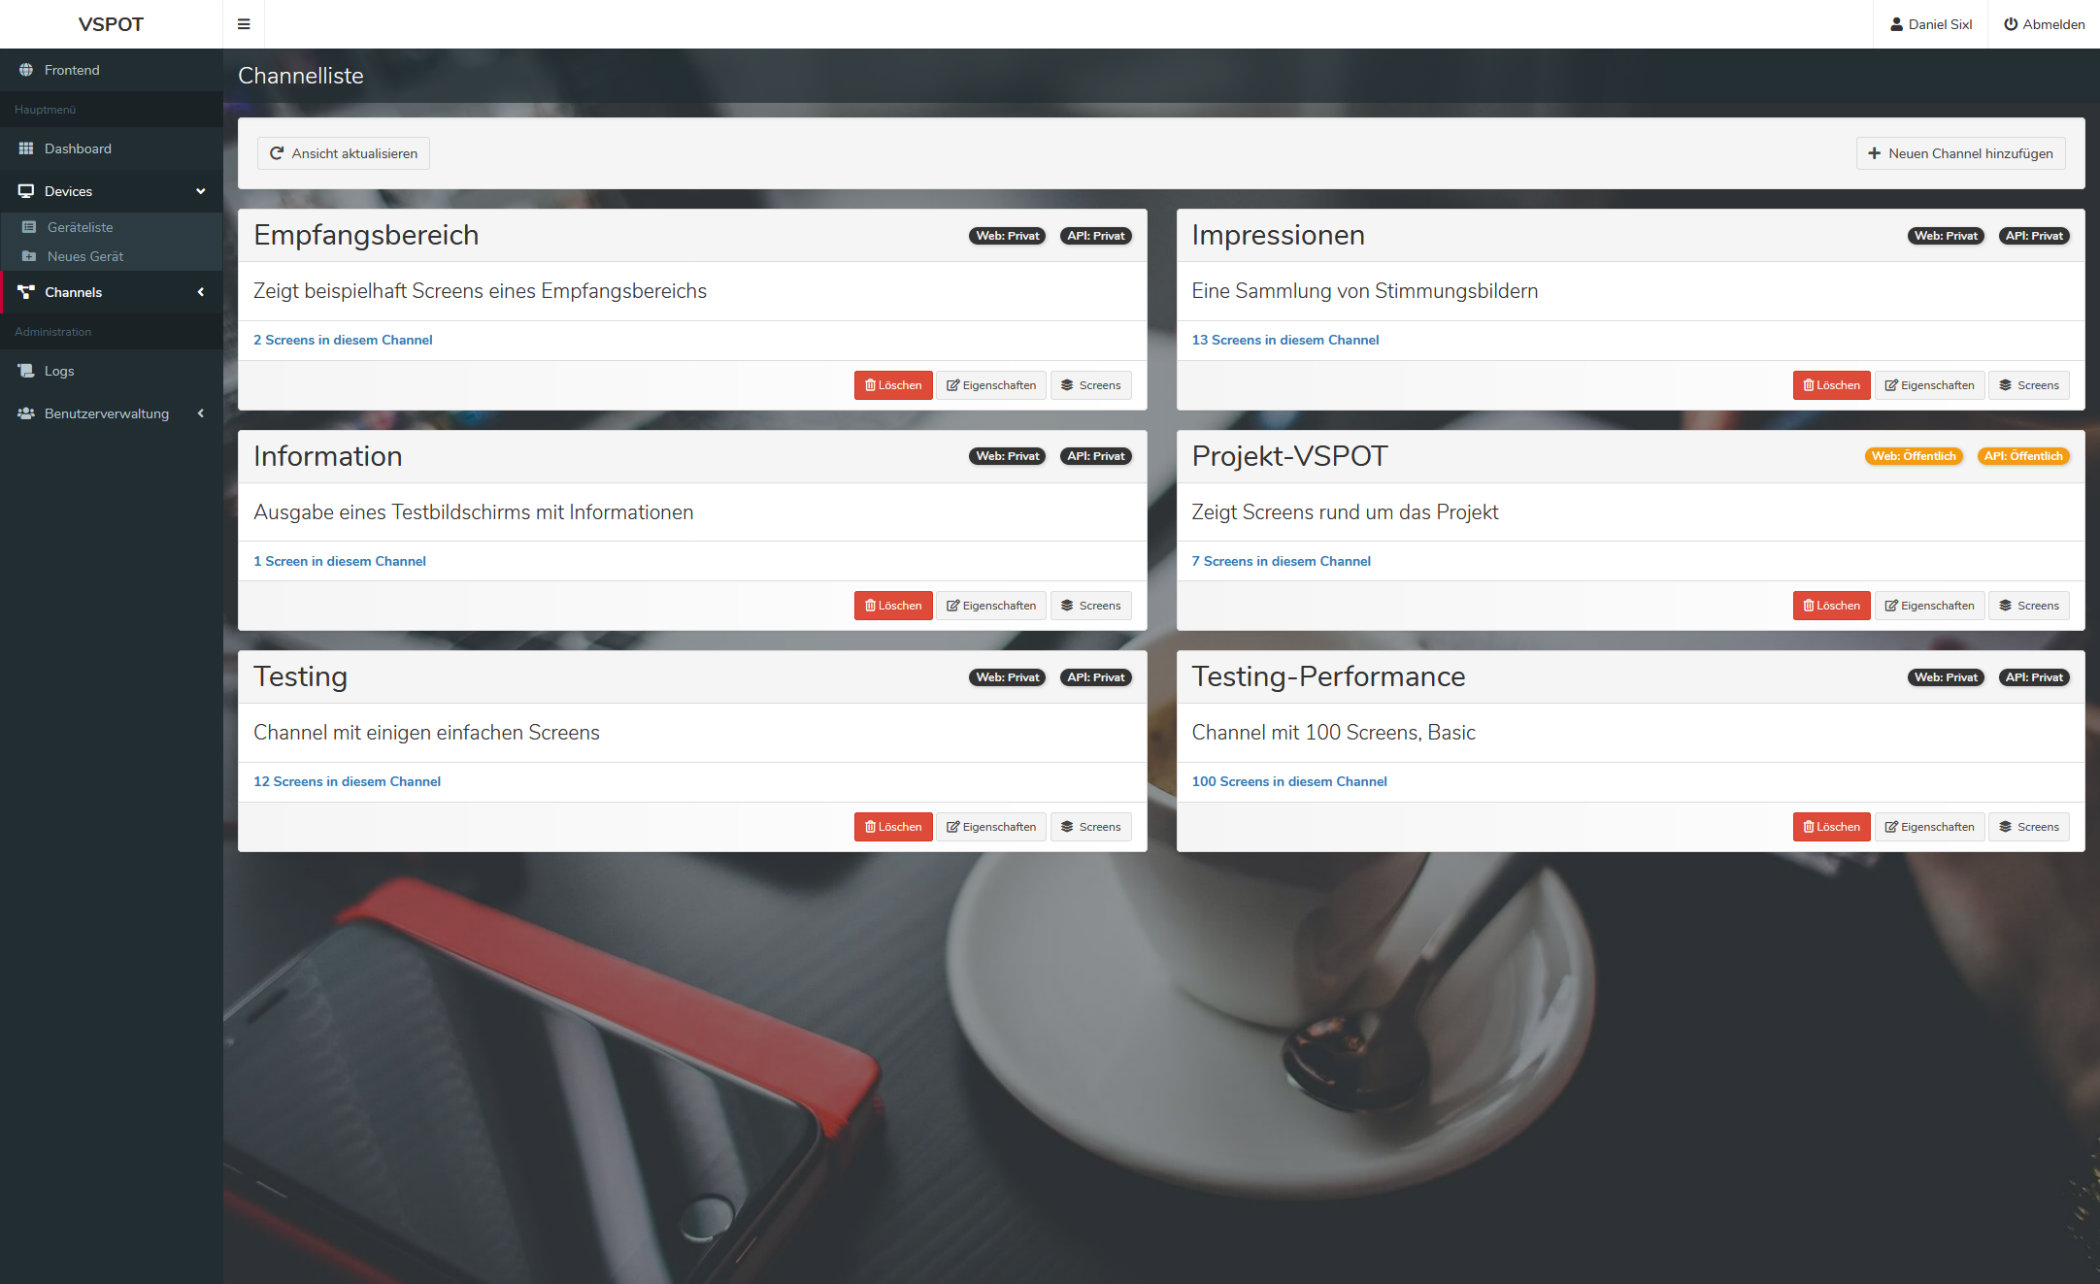 VSPOT
Daniel Sixl
Abmelden
Frontend
Hauptmenü
Dashboard
Devices
Geräteliste
Neues Gerät
Channels
Administration
Logs
Benutzerverwaltung
Channelliste
Ansicht aktualisieren
Neuen Channel hinzufügen
Empfangsbereich
Web: Privat API: Privat
Zeigt beispielhaft Screens eines Empfangsbereichs
2 Screens in diesem Channel
Löschen Eigenschaften Screens
Impressionen
Web: Privat API: Privat
Eine Sammlung von Stimmungsbildern
13 Screens in diesem Channel
Löschen Eigenschaften Screens
Information
Web: Privat API: Privat
Ausgabe eines Testbildschirms mit Informationen
1 Screen in diesem Channel
Löschen Eigenschaften Screens
Projekt-VSPOT
Web: Öffentlich API: Öffentlich
Zeigt Screens rund um das Projekt
7 Screens in diesem Channel
Löschen Eigenschaften Screens
Testing
Web: Privat API: Privat
Channel mit einigen einfachen Screens
12 Screens in diesem Channel
Löschen Eigenschaften Screens
Testing-Performance
Web: Privat API: Privat
Channel mit 100 Screens, Basic
100 Screens in diesem Channel
Löschen Eigenschaften Screens